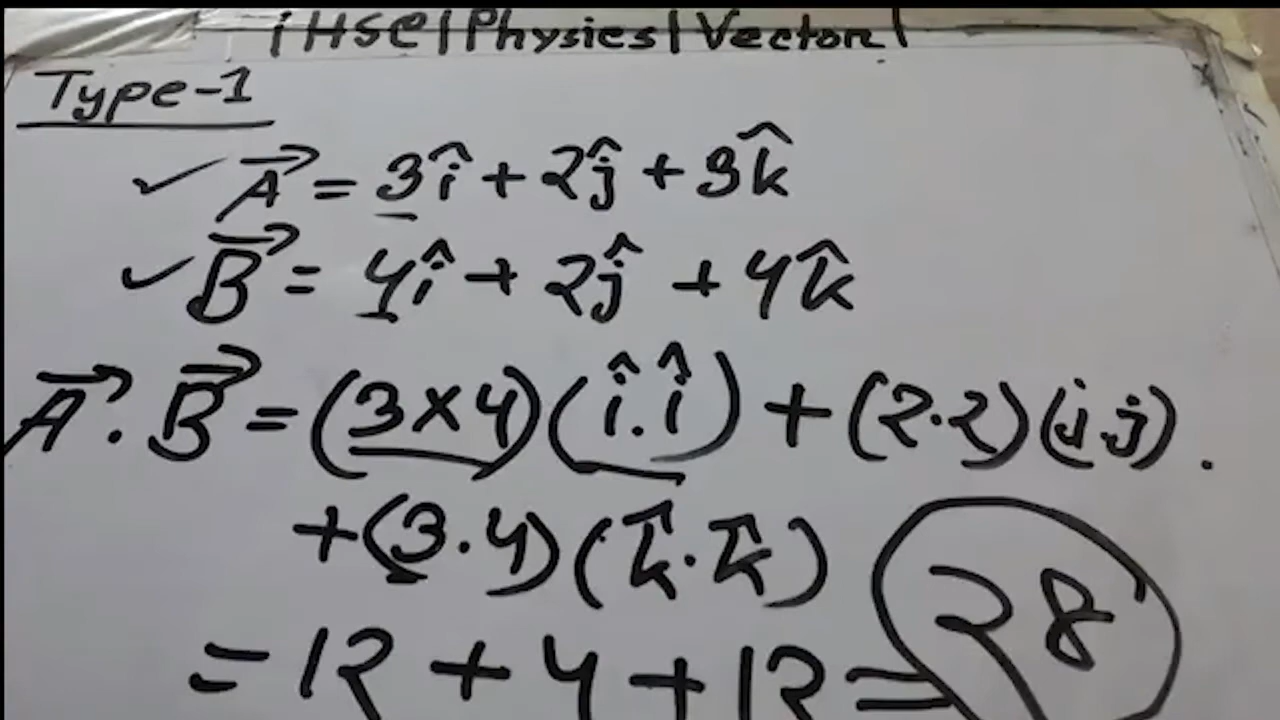 |HSC|Physics|Vector|
Type-1
✓ A⃗ = 3î + 2ĵ + 3k̂
✓ B⃗ = 4î + 2ĵ + 4k̂
A⃗ . B⃗ = (3×4)(î.î) + (2.2)(j.j).
+(3.4)(k̂.k̂)
= 12 + 4 + 12 = 28